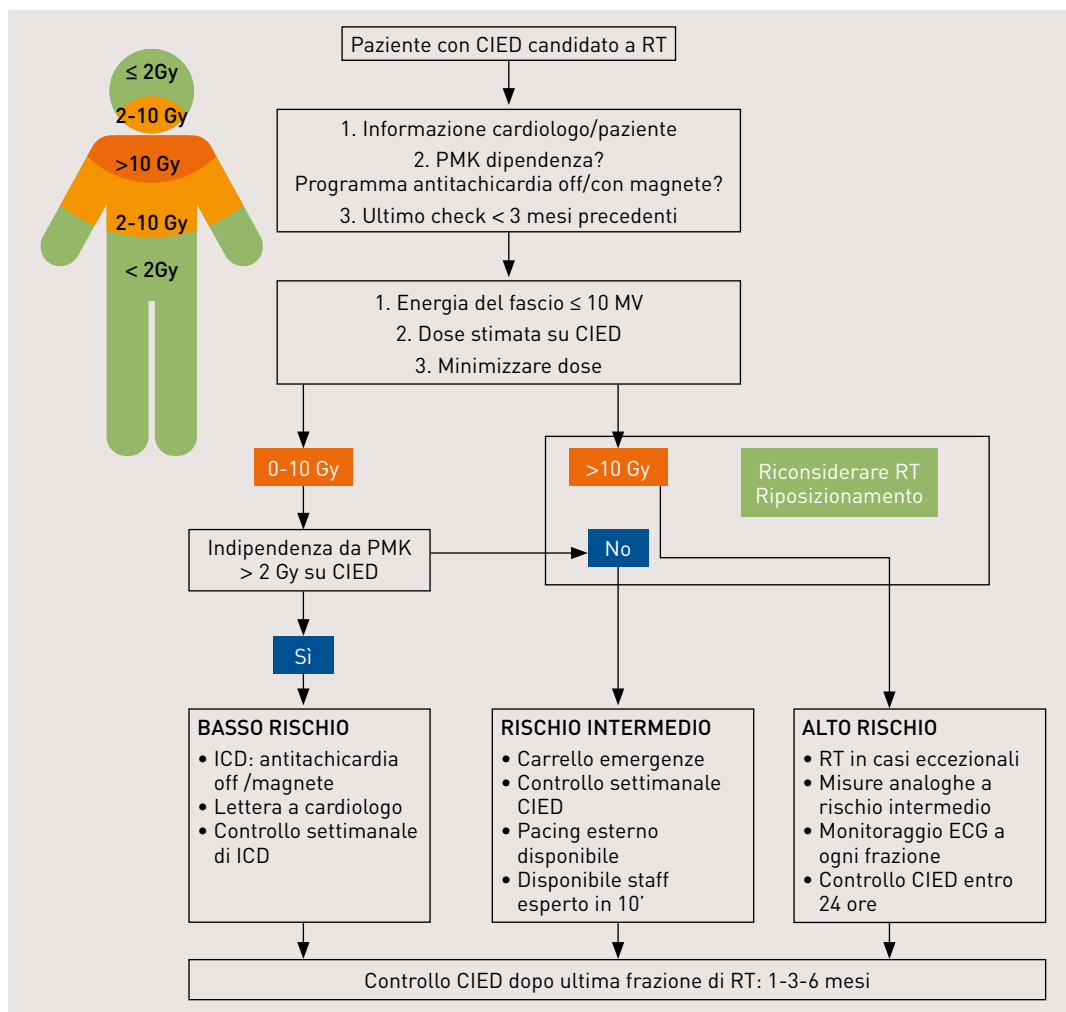 Paziente con CIED candidato a RT
≤ 2Gy
2-10 Gy
>10 Gy
2-10 Gy
< 2Gy
1. Informazione cardiologo/paziente
2. PMK dipendenza?
Programma antitachicardia off/con magnete?
3. Ultimo check < 3 mesi precedenti
1. Energia del fascio ≤ 10 MV
2. Dose stimata su CIED
3. Minimizzare dose
0-10 Gy
>10 Gy
Riconsiderare RT
Riposizionamento
Indipendenza da PMK
> 2 Gy su CIED
No
Sì
BASSO RISCHIO
• ICD: antitachicardia
off /magnete
• Lettera a cardiologo
• Controllo settimanale
di ICD
RISCHIO INTERMEDIO
• Carrello emergenze
• Controllo settimanale
CIED
• Pacing esterno
disponibile
• Disponibile staff
esperto in 10’
ALTO RISCHIO
• RT in casi eccezionali
• Misure analoghe a
rischio intermedio
• Monitoraggio ECG a
ogni frazione
• Controllo CIED entro
24 ore
Controllo CIED dopo ultima frazione di RT: 1-3-6 mesi